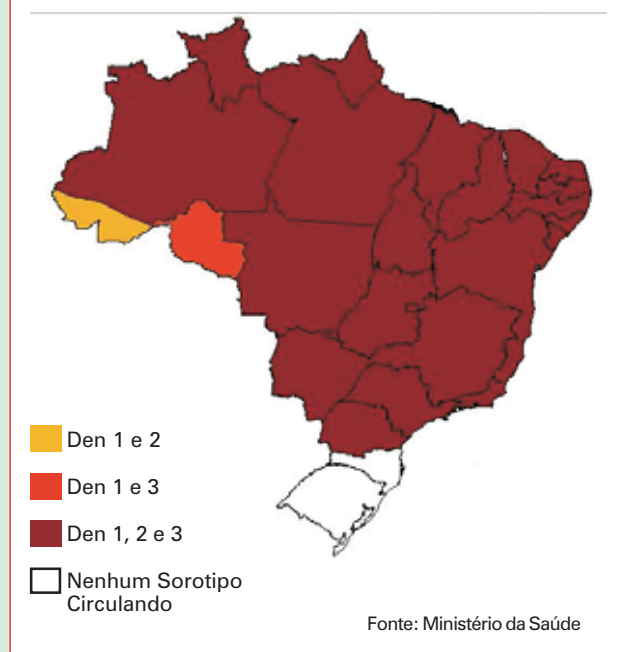 Den 1 e 2
Den 1 e 3
Den 1, 2 e 3
Nenhum Sorotipo
Circulando
Fonte: Ministério da Saúde